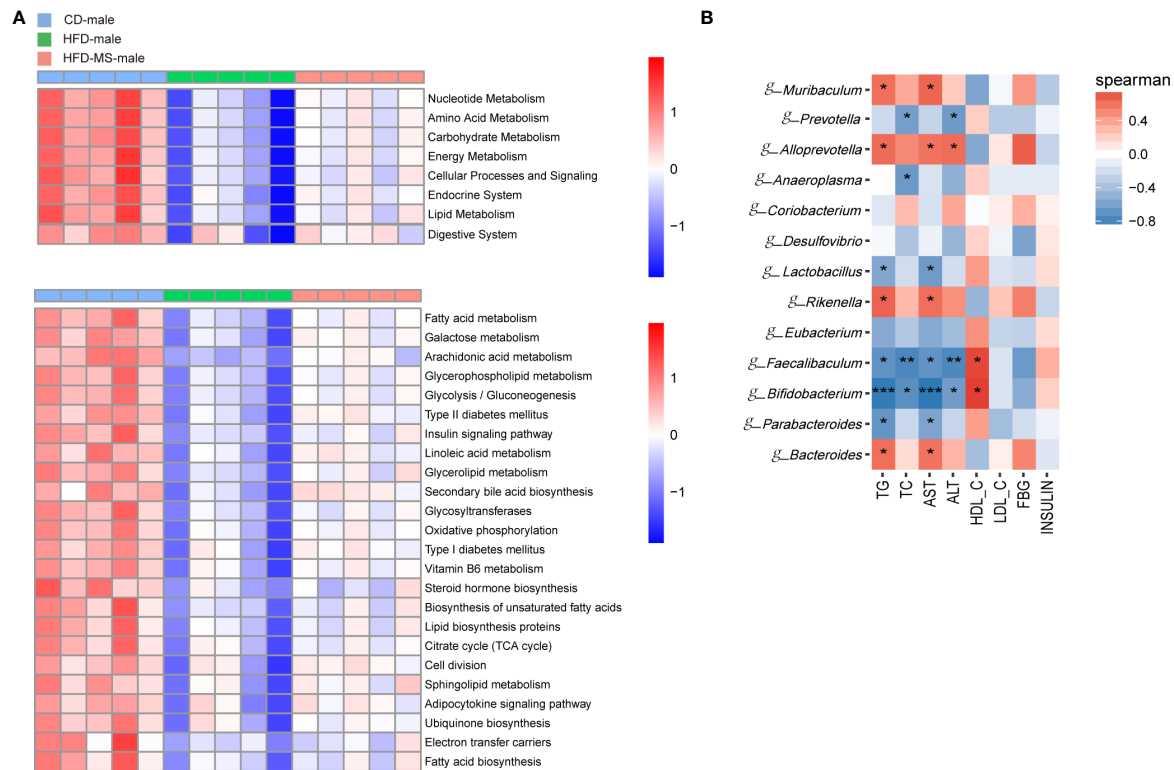 A
CD-male
HFD-male
HFD-MS-male
Nucleotide Metabolism
Amino Acid Metabolism
Carbohydrate Metabolism
Energy Metabolism
Cellular Processes and Signaling
Endocrine System
Lipid Metabolism
Digestive System
1
0
−1
Fatty acid metabolism
Galactose metabolism
Arachidonic acid metabolism
Glycerophospholipid metabolism
Glycolysis / Gluconeogenesis
Type II diabetes mellitus
Insulin signaling pathway
Linoleic acid metabolism
Glycerolipid metabolism
Secondary bile acid biosynthesis
Glycosyltransferases
Oxidative phosphorylation
Type I diabetes mellitus
Vitamin B6 metabolism
Steroid hormone biosynthesis
Biosynthesis of unsaturated fatty acids
Lipid biosynthesis proteins
Citrate cycle (TCA cycle)
Cell division
Sphingolipid metabolism
Adipocytokine signaling pathway
Ubiquinone biosynthesis
Electron transfer carriers
Fatty acid biosynthesis
1
0
−1
B
g_Muribaculum * *
g_Prevotella * *
g_Alloprevotella * * *
g_Anaeroplasma *
g_Coriobacterium
g_Desulfovibrio
g_Lactobacillus * *
g_Rikenella * *
g_Eubacterium
g_Faecalibaculum * ** * ** *
g_Bifidobacterium *** * *** * *
g_Parabacteroides * *
g_Bacteroides * *
TG
TC
AST
ALT
HDL_C
LDL_C
FBG
INSULIN
spearman
0.4
0.0
−0.4
−0.8